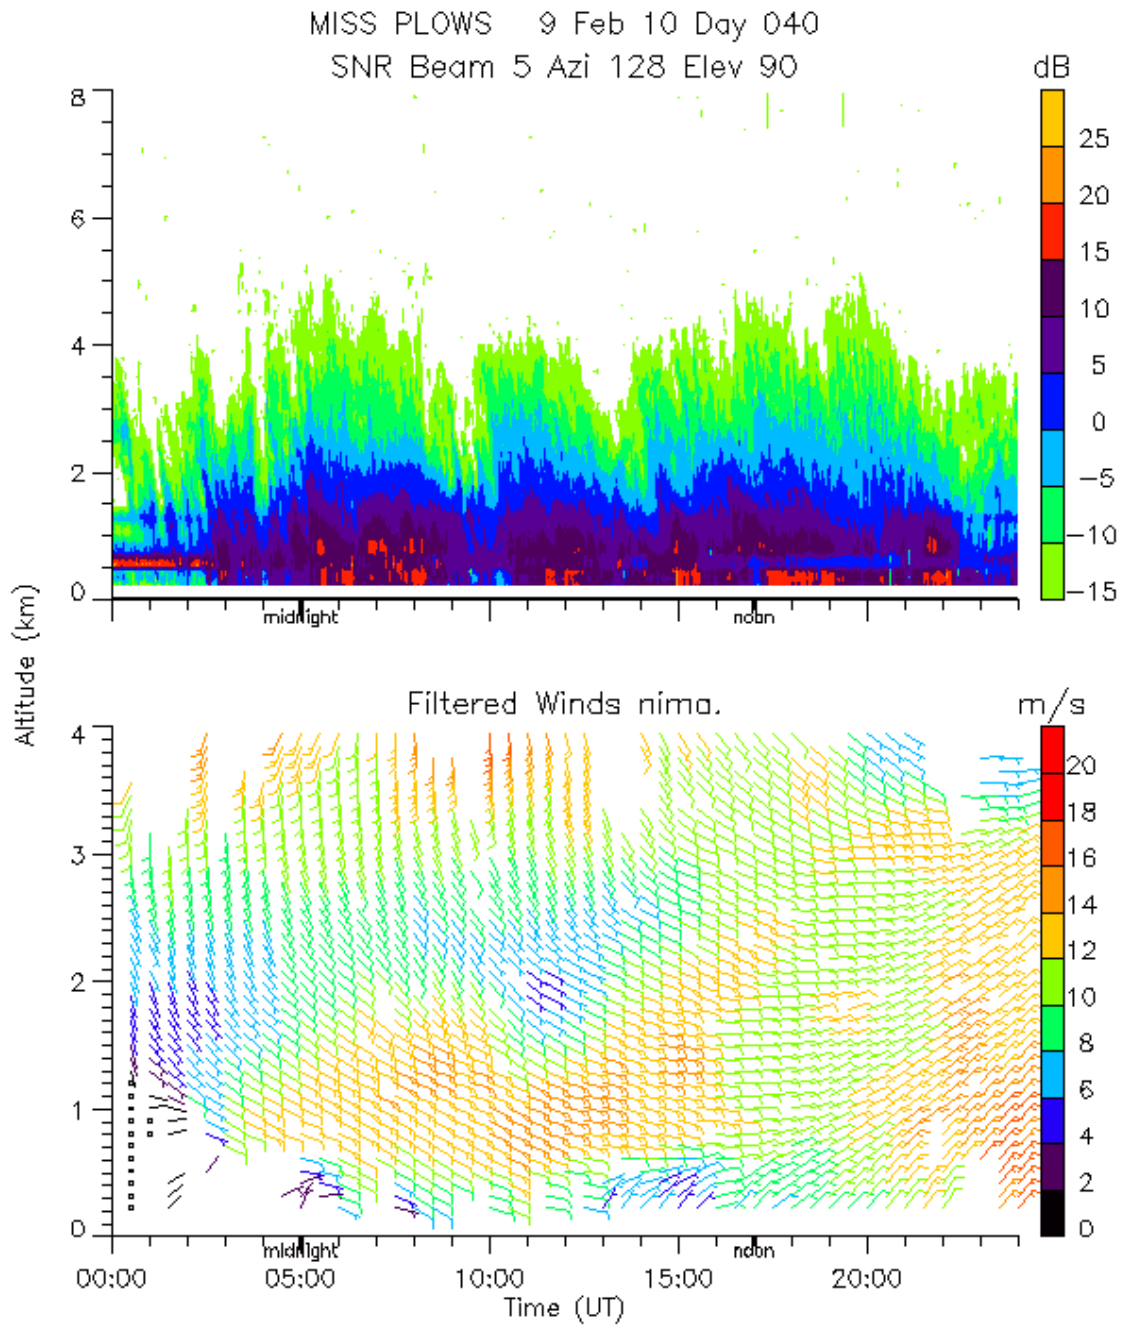 MISS PLOWS 9 Feb 10 Day 040
SNR Beam 5 Azi 128 Elev 90
dB
8
6
4
2
0
25
20
15
10
5
0
-5
-10
-15
midnight
noon
Altitude (km)
Filtered Winds nima.
m/s
4
3
2
1
0
20
18
16
14
12
10
8
6
4
2
0
midnight
noon
00:00 05:00 10:00 15:00 20:00
Time (UT)